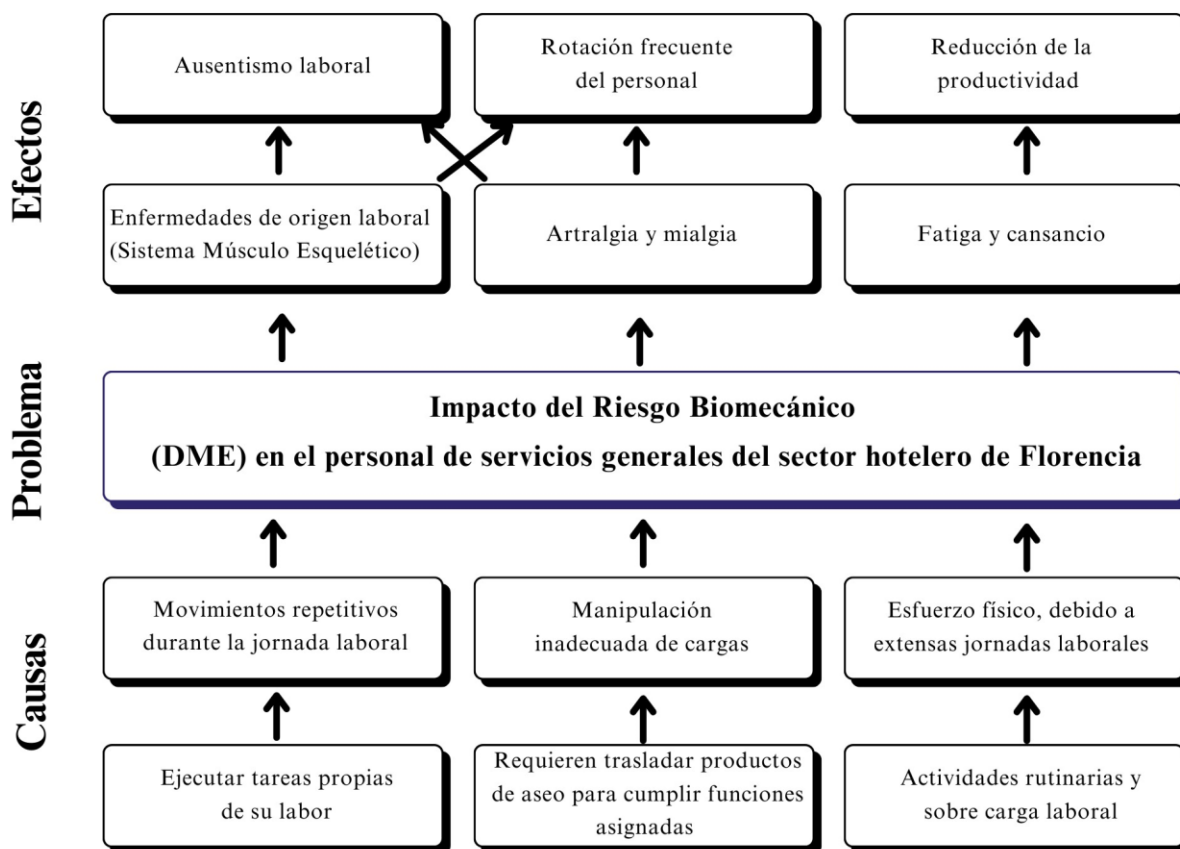 Efectos
Ausentismo laboral
Rotación frecuente
del personal
Reducción de la
productividad
Enfermedades de origen laboral
(Sistema Músculo Esquelético)
Artralgia y mialgia
Fatiga y cansancio
Problema
Impacto del Riesgo Biomecánico
(DME) en el personal de servicios generales del sector hotelero de Florencia
Causas
Movimientos repetitivos
durante la jornada laboral
Manipulación
inadecuada de cargas
Esfuerzo físico, debido a
extensas jornadas laborales
Ejecutar tareas propias
de su labor
Requieren trasladar productos
de aseo para cumplir funciones
asignadas
Actividades rutinarias y
sobre carga laboral